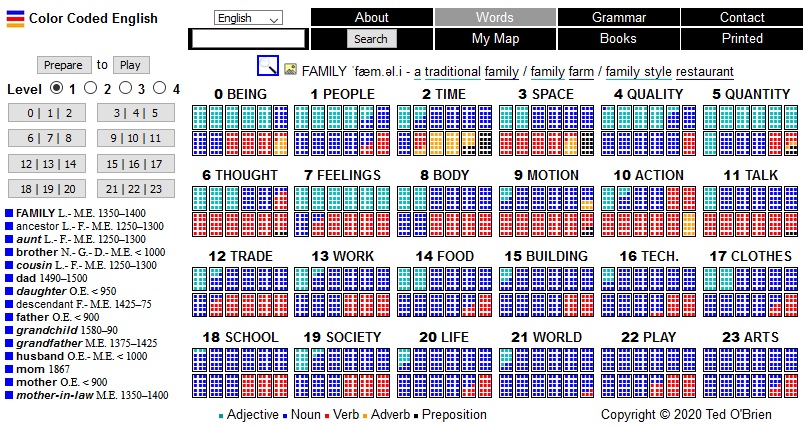 Color Coded English
English
About
Words
Grammar
Contact
Search
My Map
Books
Printed
Prepare to Play
Level 1 2 3 4
0 | 1 | 2
3 | 4 | 5
6 | 7 | 8
9 | 10 | 11
12 | 13 | 14
15 | 16 | 17
18 | 19 | 20
21 | 22 | 23
FAMILY L.- M.E. 1350–1400
ancestor L. - F.- M.E. 1250–1300
aunt L.- F.- M.E. 1250–1300
brother N.- G.- D.- M.E. < 1000
cousin L. - F.- M.E. 1250–1300
dad 1490–1500
daughter O.E. < 950
descendant F.- M.E. 1425–75
father O.E. < 900
grandchild 1580–90
grandfather M.E. 1375–1425
husband O.E.- M.E. < 1000
mom 1867
mother O.E. < 900
mother-in-law M.E. 1350–1400
FAMILY ˈfæm.əl.i - a traditional family / family farm / family style restaurant
0 BEING
1 PEOPLE
2 TIME
3 SPACE
4 QUALITY
5 QUANTITY
6 THOUGHT
7 FEELINGS
8 BODY
9 MOTION
10 ACTION
11 TALK
12 TRADE
13 WORK
14 FOOD
15 BUILDING
16 TECH.
17 CLOTHES
18 SCHOOL
19 SOCIETY
20 LIFE
21 WORLD
22 PLAY
23 ARTS
Adjective Noun Verb Adverb Preposition
Copyright © 2020 Ted O'Brien